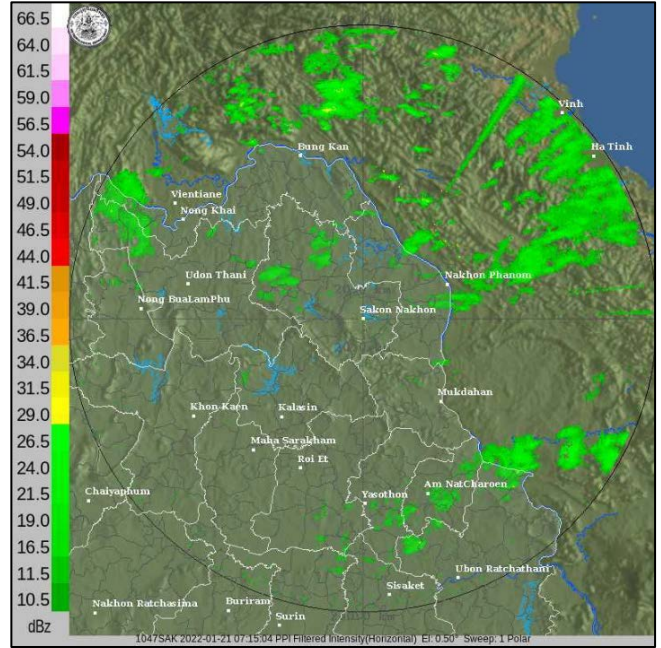 66.5
64.0
61.5
59.0
56.5
54.0
51.5
49.0
46.5
44.0
41.5
39.0
36.5
34.0
31.5
29.0
26.5
24.0
21.5
19.0
16.5
11.5
10.5
dBz
Vinh
Ha Tinh
Bung Kan
Vientiane
Nong Khai
Udon Thani
Nakhon Phanom
Nong BuaLamPhu
Sakon Nakhon
Mukdahan
Khon Kaen
Kalasin
Maha Sarakham
Roi Et
Chaiyaphum
Yasothon
Am NatCharoen
Ubon Ratchathani
Sisaket
Nakhon Ratchasima
Buriram
Surin
1047SAK 2022-01-21 07:15:04 PPI Filtered Intensity(Horizontal) El: 0.50° Sweep: 1 Polar